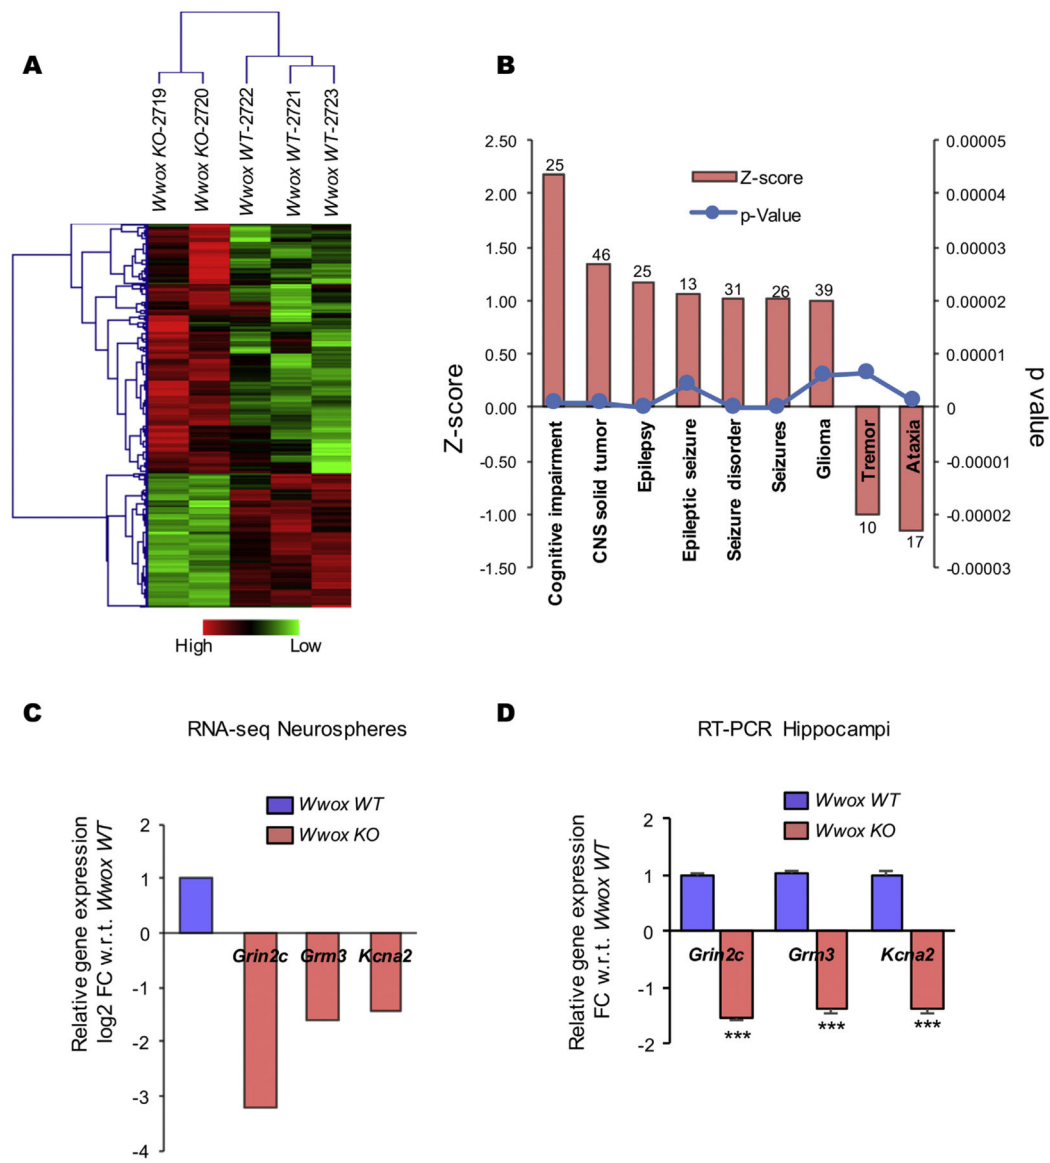 A
Wwox KO-2719
Wwox KO-2720
Wwox WT-2722
Wwox WT-2721
Wwox WT-2723
High
Low
B
Z-score
2.50
2.00
1.50
1.00
0.50
0.00
-0.50
-1.00
-1.50
Z-score
p-Value
25
46
25
13
31
26
39
10
17
Cognitive impairment
CNS solid tumor
Epilepsy
Epileptic seizure
Seizure disorder
Seizures
Glioma
Tremor
Ataxia
0.00005
0.00004
0.00003
0.00002
0.00001
0
-0.00001
-0.00002
-0.00003
p value
C
RNA-seq Neurospheres
Wwox WT
Wwox KO
Relative gene expression
log2 FC w.r.t. Wwox WT
2
1
0
-1
-2
-3
-4
Grin2c
Grm3
Kcna2
D
RT-PCR Hippocampi
Wwox WT
Wwox KO
Relative gene expression
FC w.r.t. Wwox WT
2
1
0
-1
-2
Grin2c
Grm3
Kcna2
***
***
***